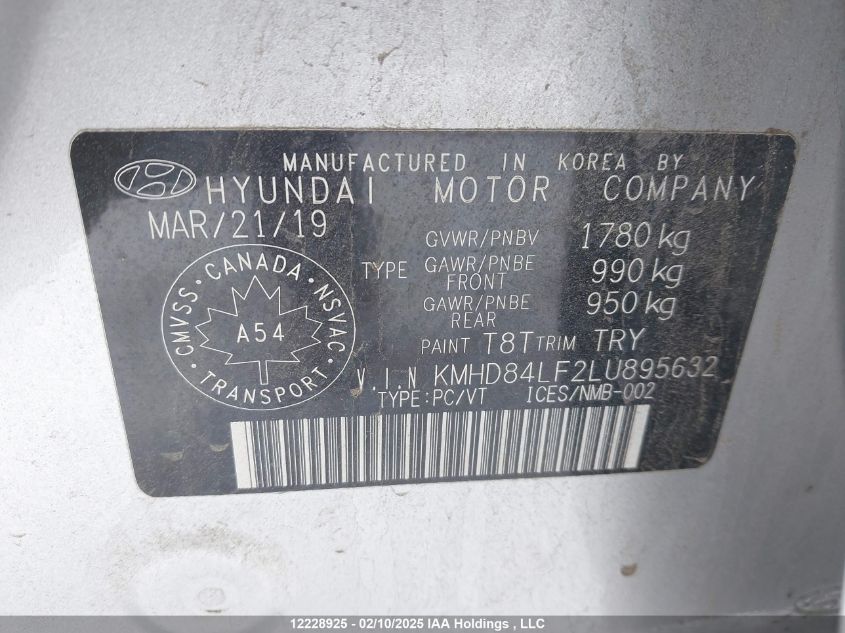 MANUFACTURED IN KOREA BY
HYUNDAI MOTOR COMPANY
MAR/21/19
GVWR/PNBV 1780 kg
TYPE GAWR/PNBE FRONT 990 kg
GAWR/PNBE REAR 950 kg
PAINT T8T TRIM TRY
CMVSS · CANADA · NSVAC
A54
TRANSPORT
V.I.N KMHD84LF2LU895632
TYPE:PC/VT ICES/NMB-002
12228925 - 02/10/2025 IAA Holdings , LLC